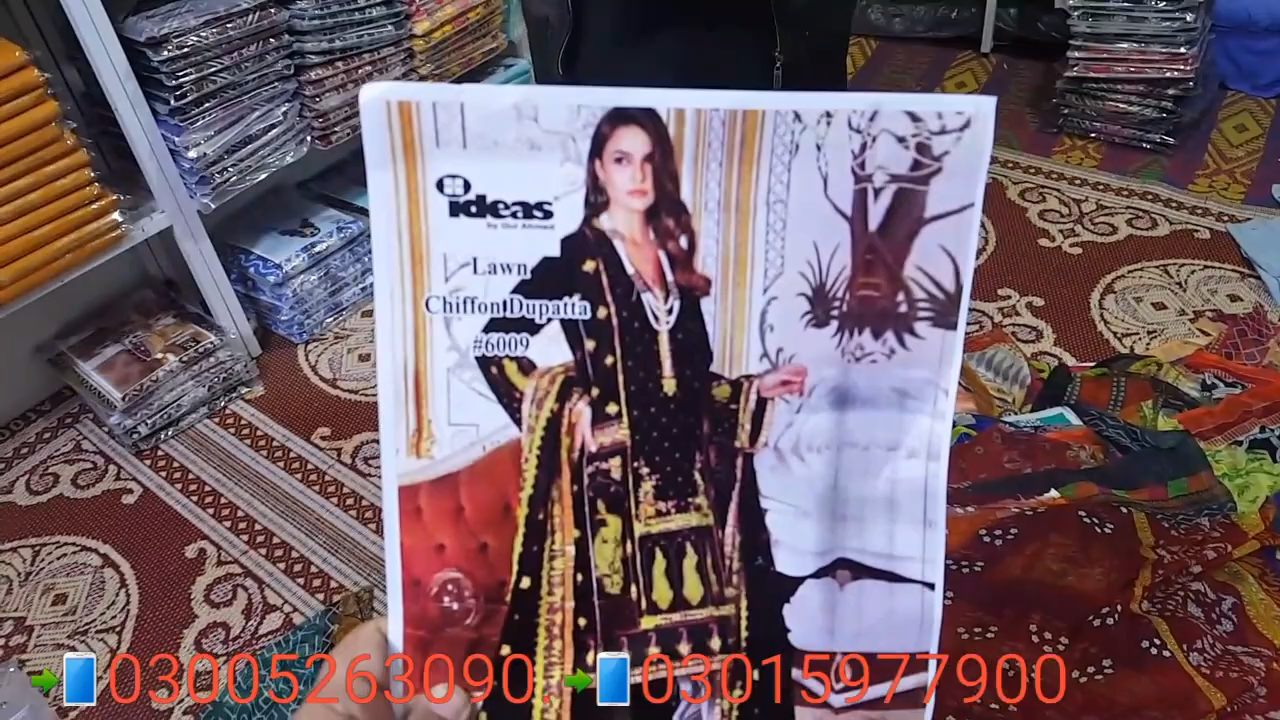 ideas
by Gul Ahmed
Lawn
Chiffon Dupatta
#6009
03005263090. 03015977900